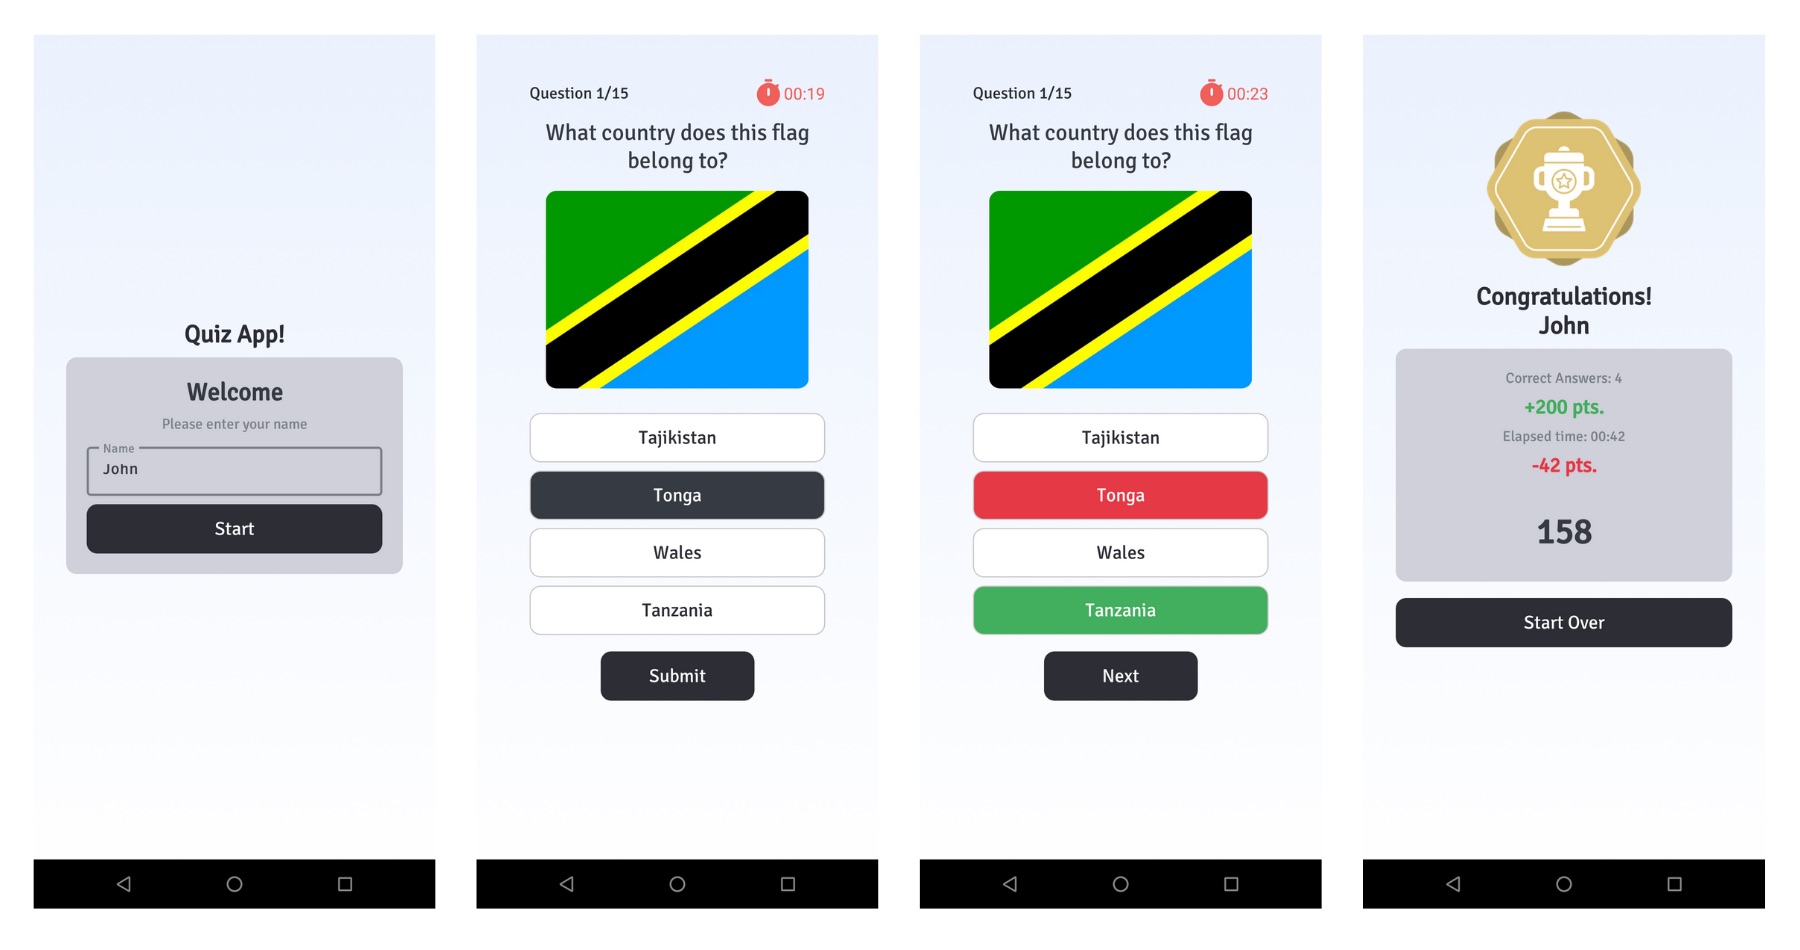 Quiz App!
Welcome
Please enter your name
Name
John
Start
Question 1/15
00:19
What country does this flag
belong to?
Tajikistan
Tonga
Wales
Tanzania
Submit
Question 1/15
00:23
What country does this flag
belong to?
Tajikistan
Tonga
Wales
Tanzania
Next
Congratulations!
John
Correct Answers: 4
+200 pts.
Elapsed time: 00:42
-42 pts.
158
Start Over